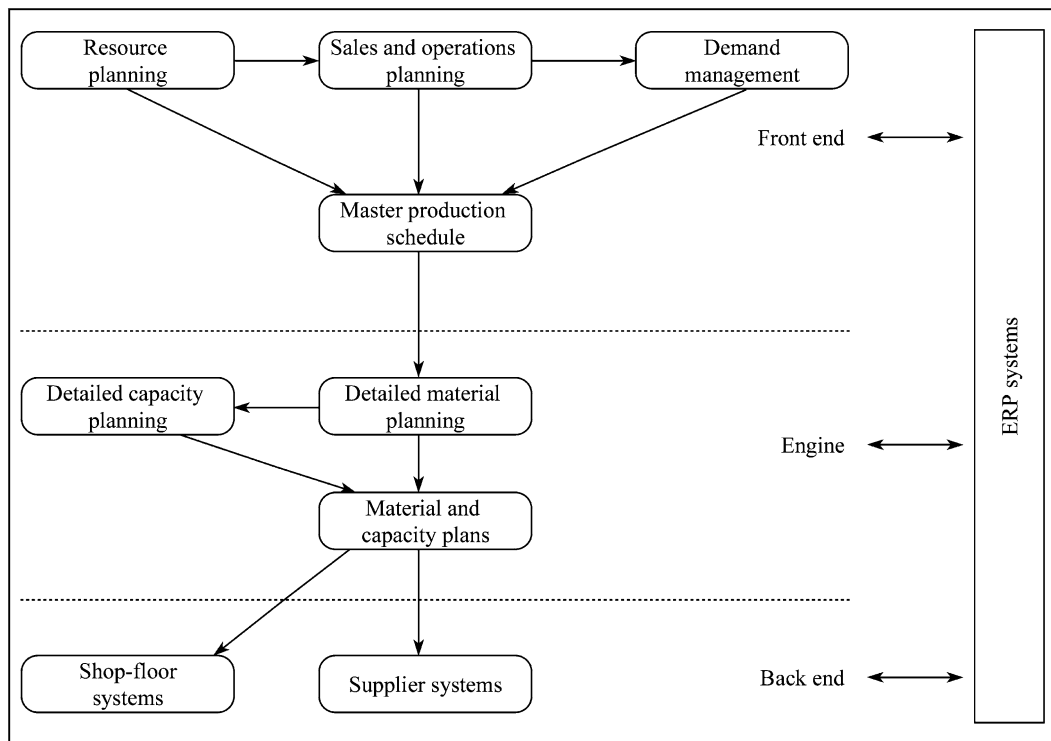 Resource
planning
Sales and operations
planning
Demand
management
Front end
Master production
schedule
Detailed capacity
planning
Detailed material
planning
Engine
Material and
capacity plans
Shop-floor
systems
Supplier systems
Back end
ERP systems